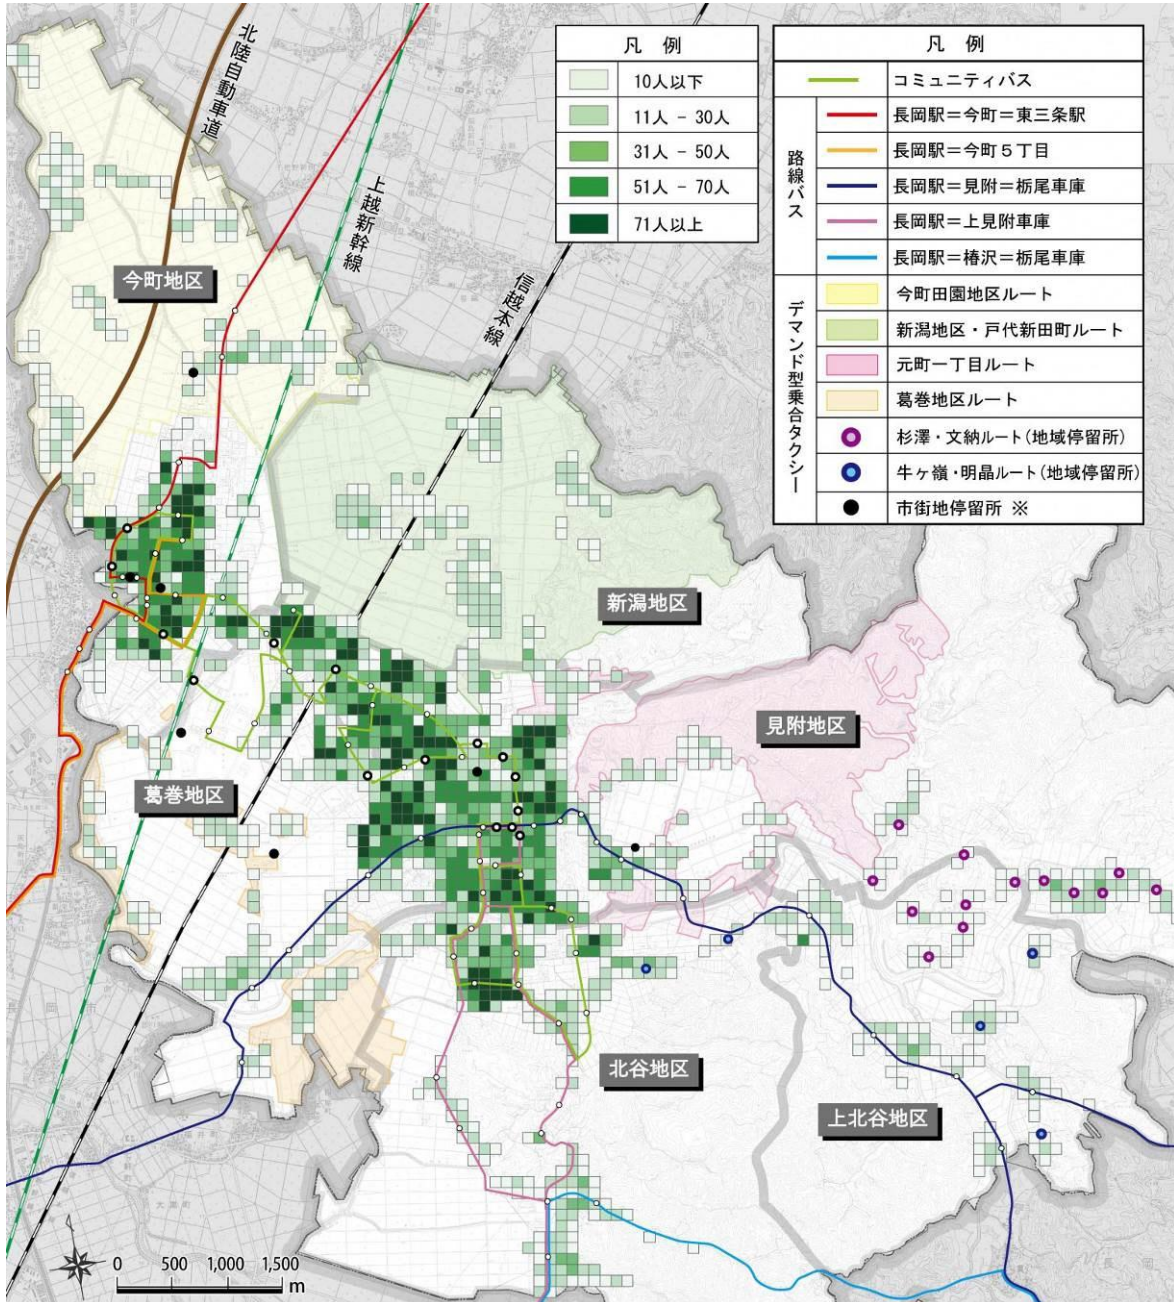 北陸自動車道
上越新幹線
信越本線
凡 例
10人以下
11人 － 30人
31人 － 50人
51人 － 70人
71人以上
凡 例
コミュニティバス
路線バス
長岡駅＝今町＝東三条駅
長岡駅＝今町５丁目
長岡駅＝見附＝栃尾車庫
長岡駅＝上見附車庫
長岡駅＝椿沢＝栃尾車庫
デマンド型乗合タクシー
今町田園地区ルート
新潟地区・戸代新田町ルート
元町一丁目ルート
葛巻地区ルート
杉澤・文納ルート（地域停留所）
牛ヶ嶺・明晶ルート（地域停留所）
市街地停留所 ※
今町地区
新潟地区
見附地区
葛巻地区
北谷地区
上北谷地区
0 500 1,000 1,500
m